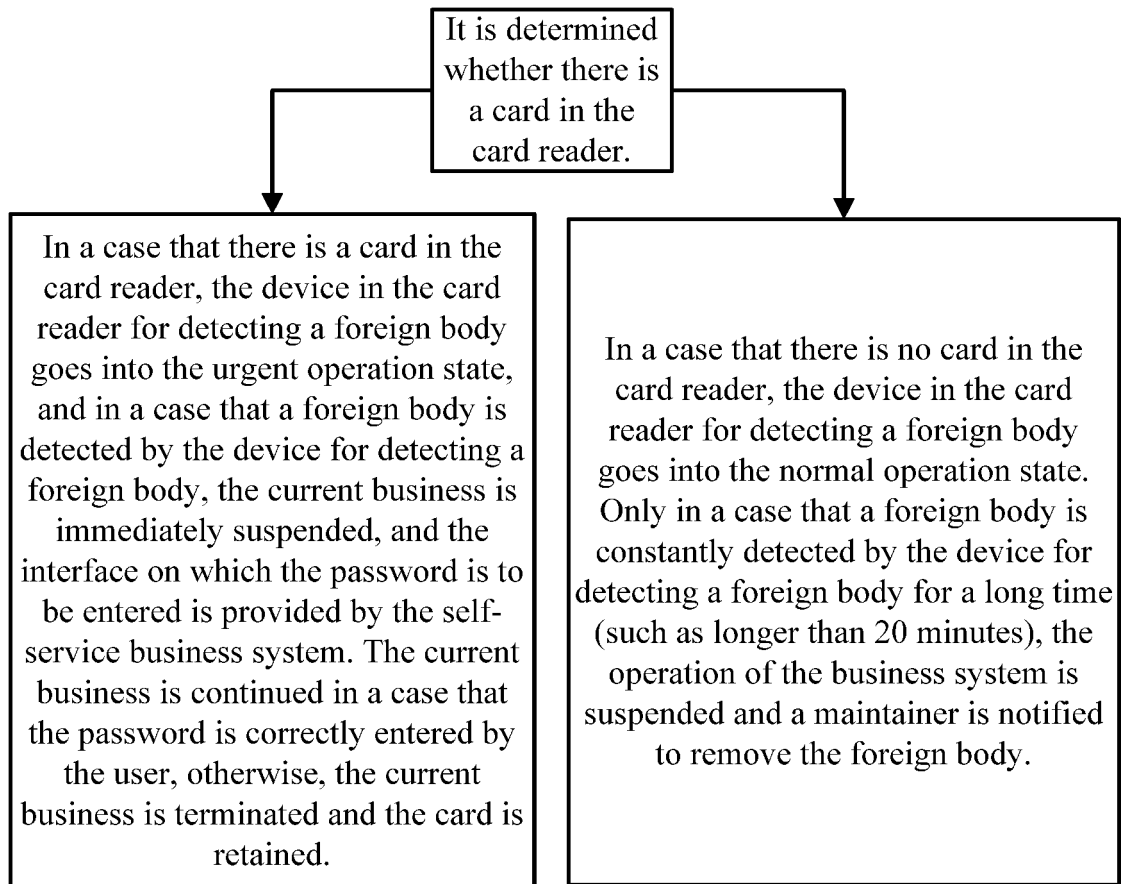 It is determined
whether there is
a card in the
card reader.
In a case that there is a card in the
card reader, the device in the card
reader for detecting a foreign body
goes into the urgent operation state,
and in a case that a foreign body is
detected by the device for detecting a
foreign body, the current business is
immediately suspended, and the
interface on which the password is to
be entered is provided by the self-
service business system. The current
business is continued in a case that
the password is correctly entered by
the user, otherwise, the current
business is terminated and the card is
retained.
In a case that there is no card in the
card reader, the device in the card
reader for detecting a foreign body
goes into the normal operation state.
Only in a case that a foreign body is
constantly detected by the device for
detecting a foreign body for a long time
(such as longer than 20 minutes), the
operation of the business system is
suspended and a maintainer is notified
to remove the foreign body.